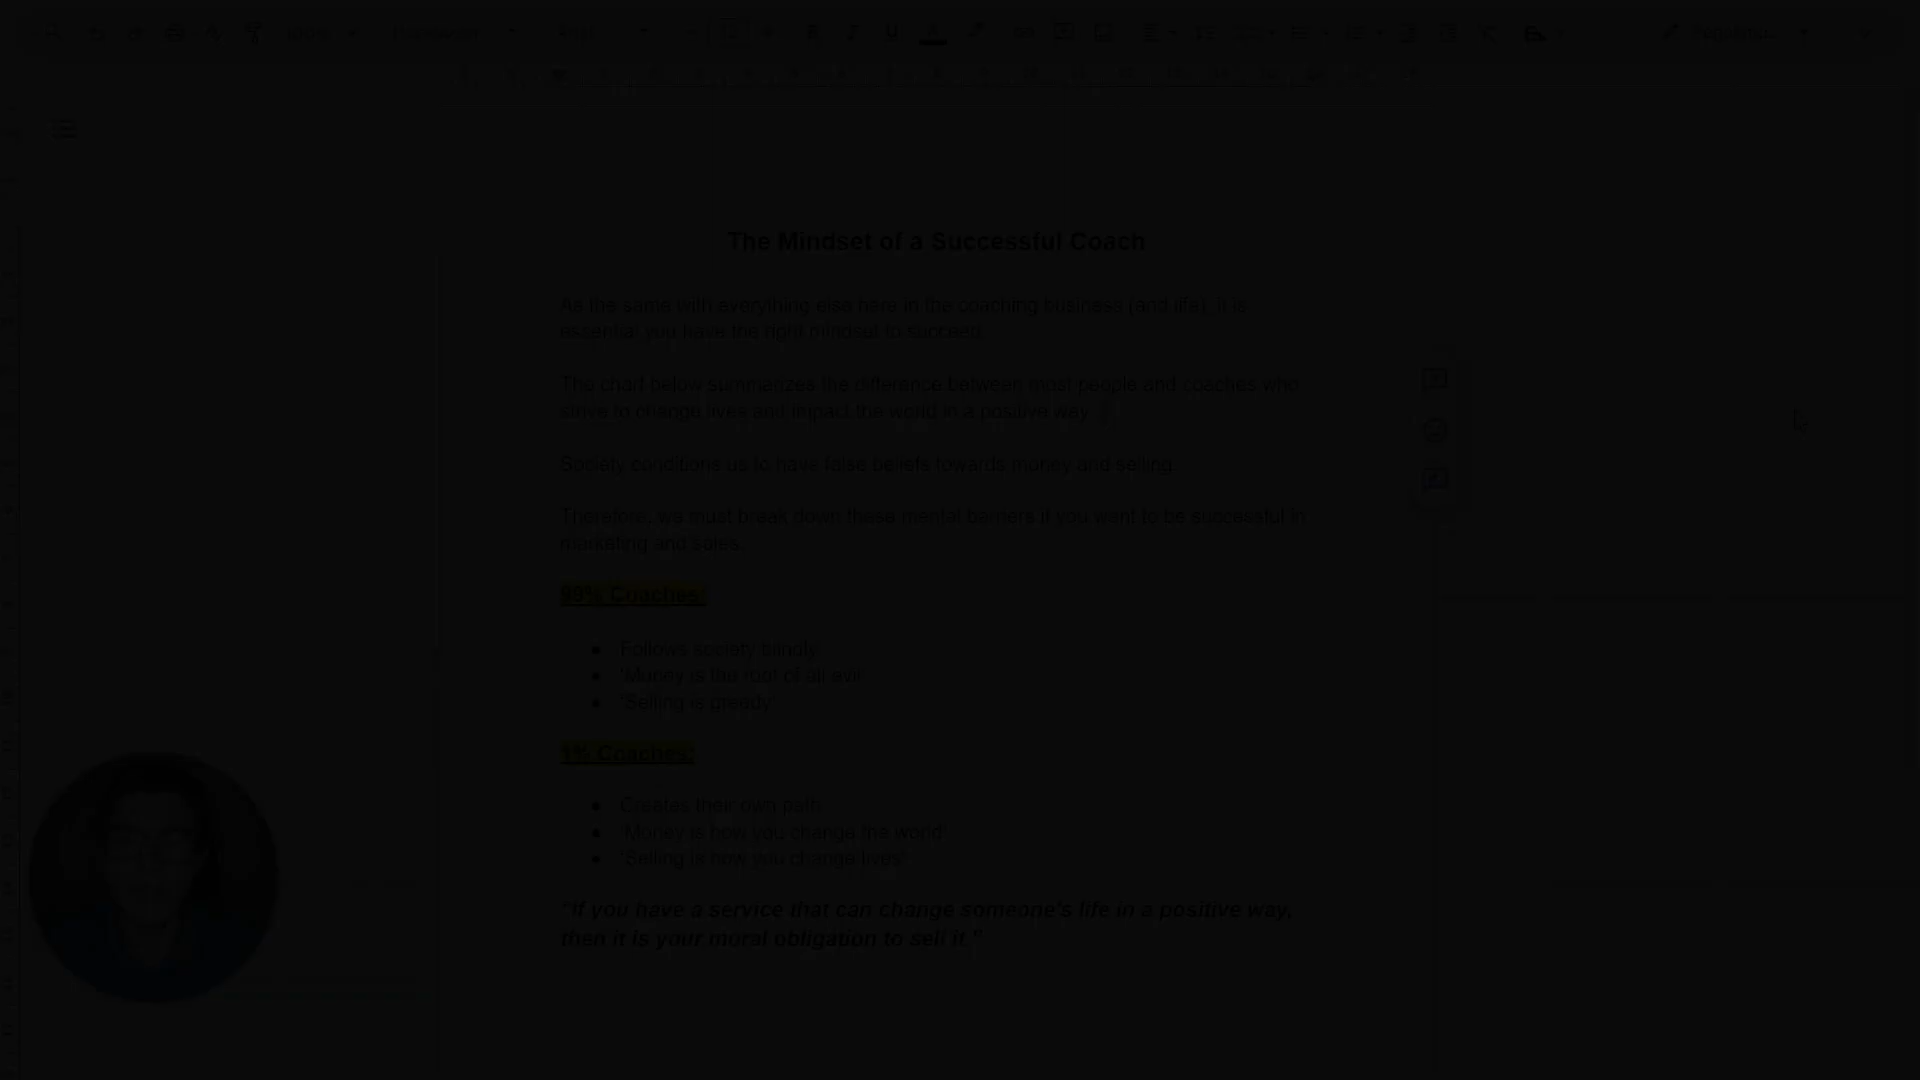 The Mindset of a Successful Coach
As the same with everything else here in the coaching business (and life), it is
essential you have the right mindset to succeed.
The chart below summarizes the difference between most people and coaches who
strive to change lives and impact the world in a positive way.
Society conditions us to have false beliefs towards money and selling.
Therefore, we must break down these mental barriers if you want to be successful in
marketing and sales.
99% Coaches:
● Follows society blindly
● "Money is the root of all evil"
● "Selling is greedy"
1% Coaches:
● Creates their own path
● "Money is how you change the world"
● "Selling is how you change lives"
"If you have a service that can change someone's life in a positive way,
then it is your moral obligation to sell it."